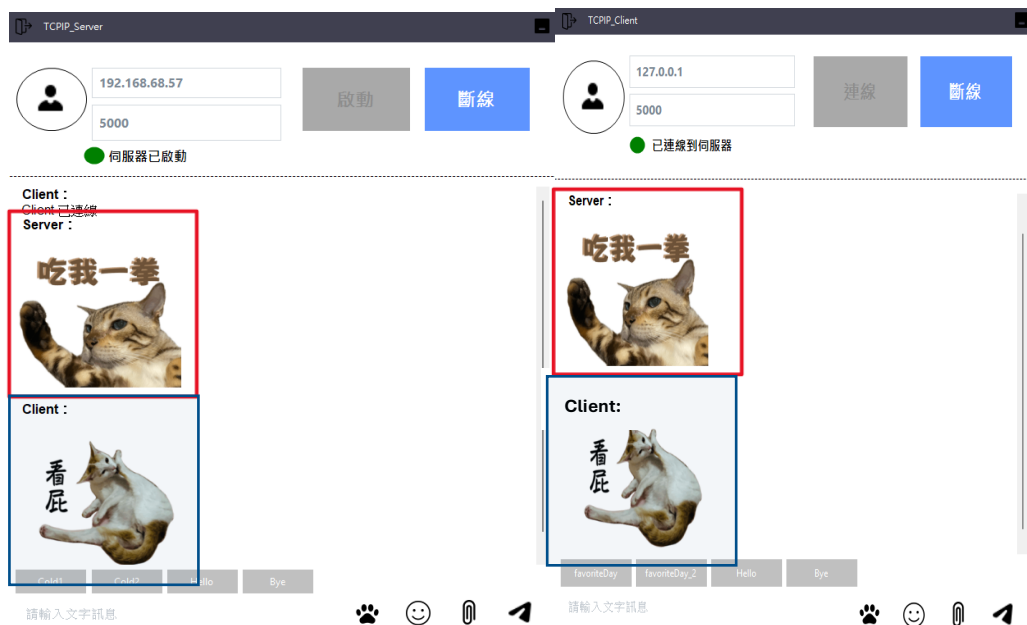 TCPIP_Server
192.168.68.57
啟動
斷線
5000
伺服器已啟動
Client：
Client 已連線
Server：
吃我一拳
Client：
看屁
Cold1
Cold2
Hello
Bye
請輸入文字訊息
TCPIP_Client
127.0.0.1
連線
斷線
5000
已連線到伺服器
Server：
吃我一拳
Client:
看屁
favoriteDay
favoriteDay_2
Hello
Bye
請輸入文字訊息